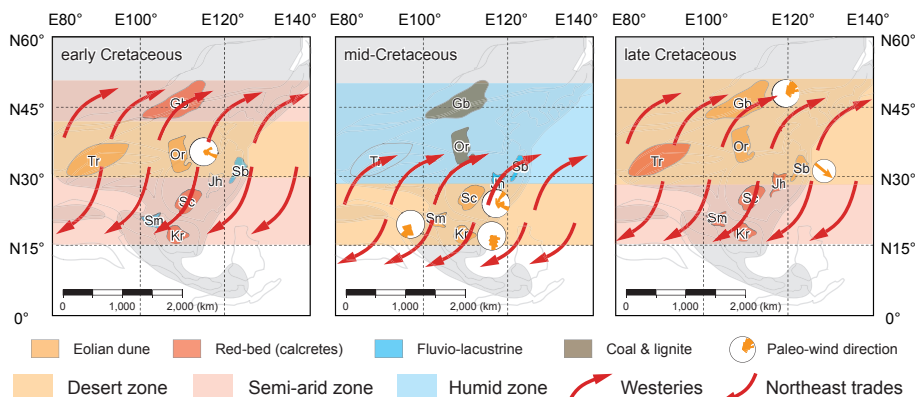 E80° E100° E120° E80° E100° E120° E80° E100° E120° E140°
N60° early Cretaceous mid-Cretaceous late Cretaceous N60°
N45° Gb Gb Gb N45°
Tr Or Sb Tr Or Sb Tr Or Sb
N30° Jh Jh Jh N30°
Sc Sc Sc
Sm Sm Sm
N15° Kr Kr Kr N15°
0 1,000 2,000 (km) 0 1,000 2,000 (km) 0 1,000 2,000 (km)
0° 0°
Eolian dune Red-bed (calcretes) Fluvio-lacustrine Coal & lignite Paleo-wind direction
Desert zone Semi-arid zone Humid zone Westeries Northeast trades